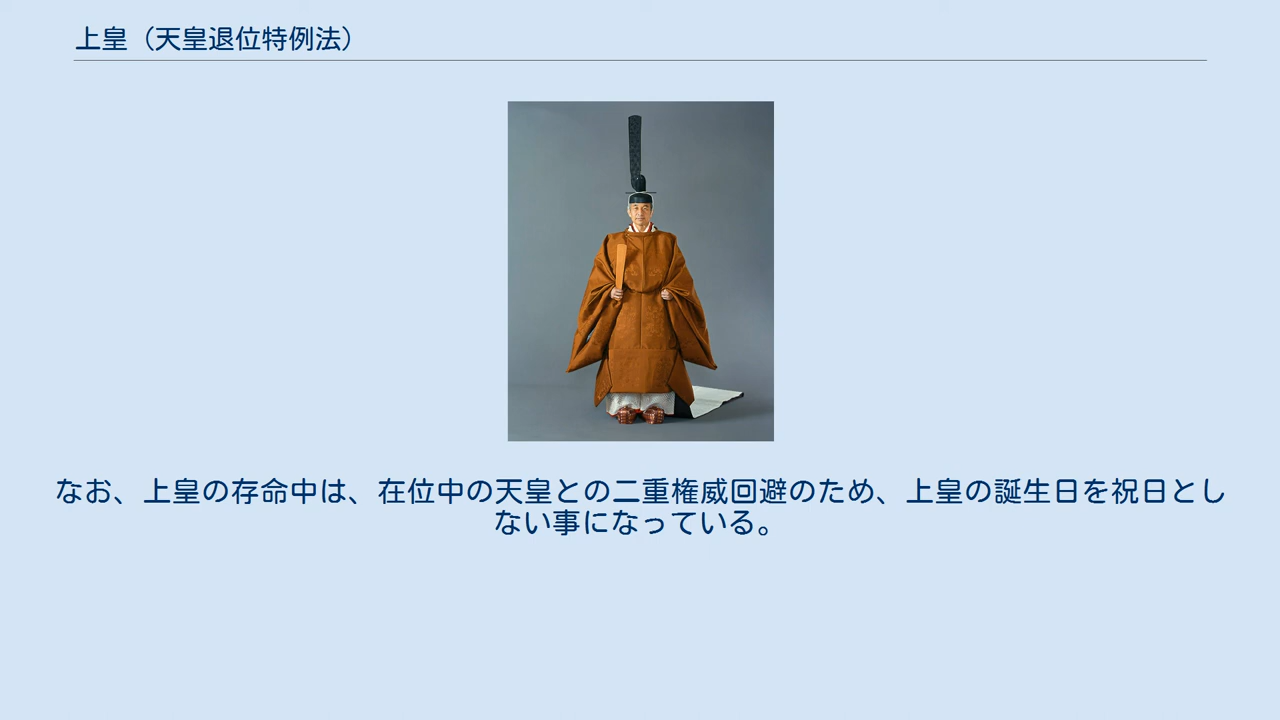 上皇（天皇退位特例法）
なお、上皇の存命中は、在位中の天皇との二重権威回避のため、上皇の誕生日を祝日とし
ない事になっている。